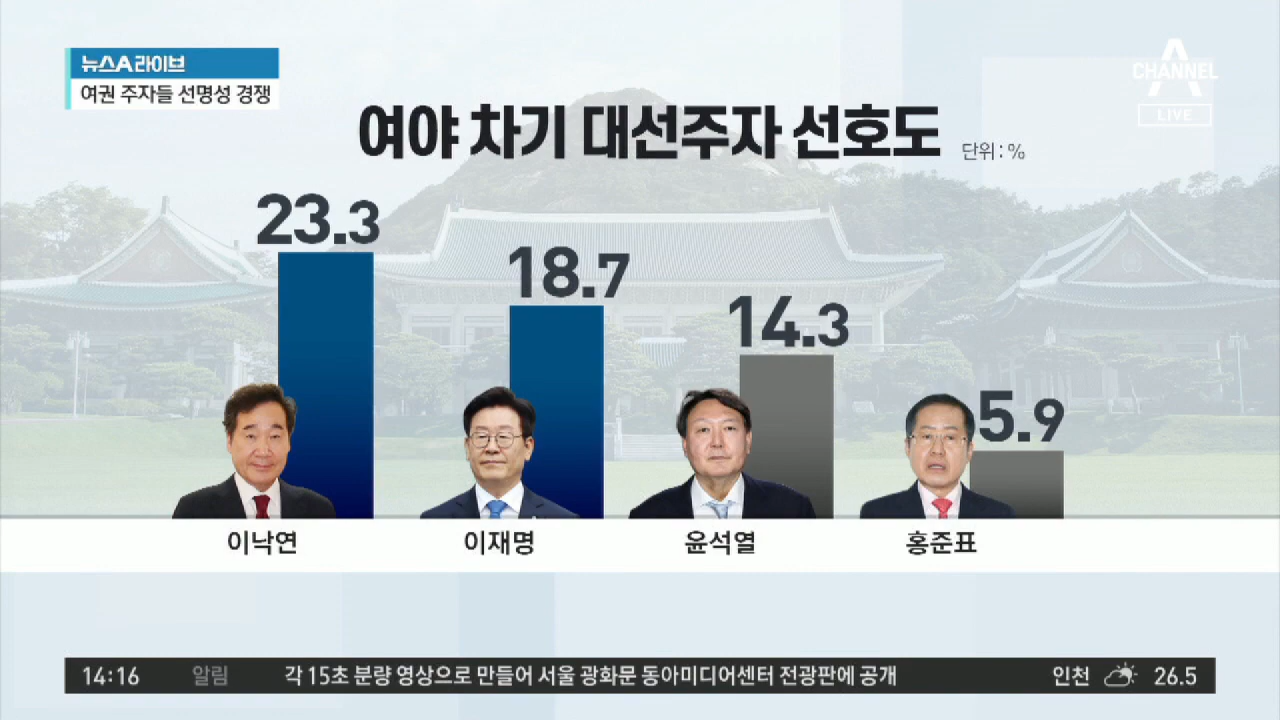 뉴스A 라이브
여권 주자들 선명성 경쟁
CHANNEL A
LIVE
여야 차기 대선주자 선호도
단위 : %
23.3
18.7
14.3
5.9
이낙연
이재명
윤석열
홍준표
14:16 알림 각 15초 분량 영상으로 만들어 서울 광화문 동아미디어센터 전광판에 공개 인천 26.5